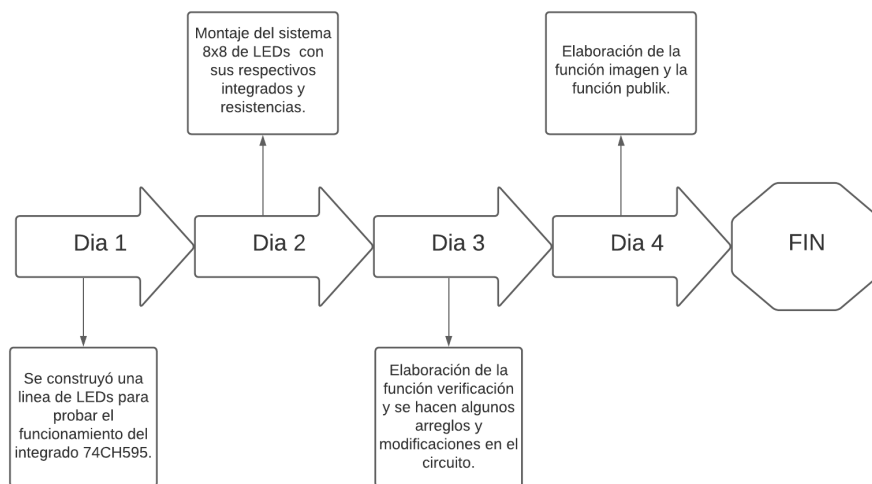 Montaje del sistema
8x8 de LEDs con
sus respectivos
integrados y
resistencias.
Elaboración de la
función imagen y la
función publik.
Dia 1
Dia 2
Dia 3
Dia 4
FIN
Se construyó una
linea de LEDs para
probar el
funcionamiento del
integrado 74CH595.
Elaboración de la
función verificación
y se hacen algunos
arreglos y
modificaciones en el
circuito.